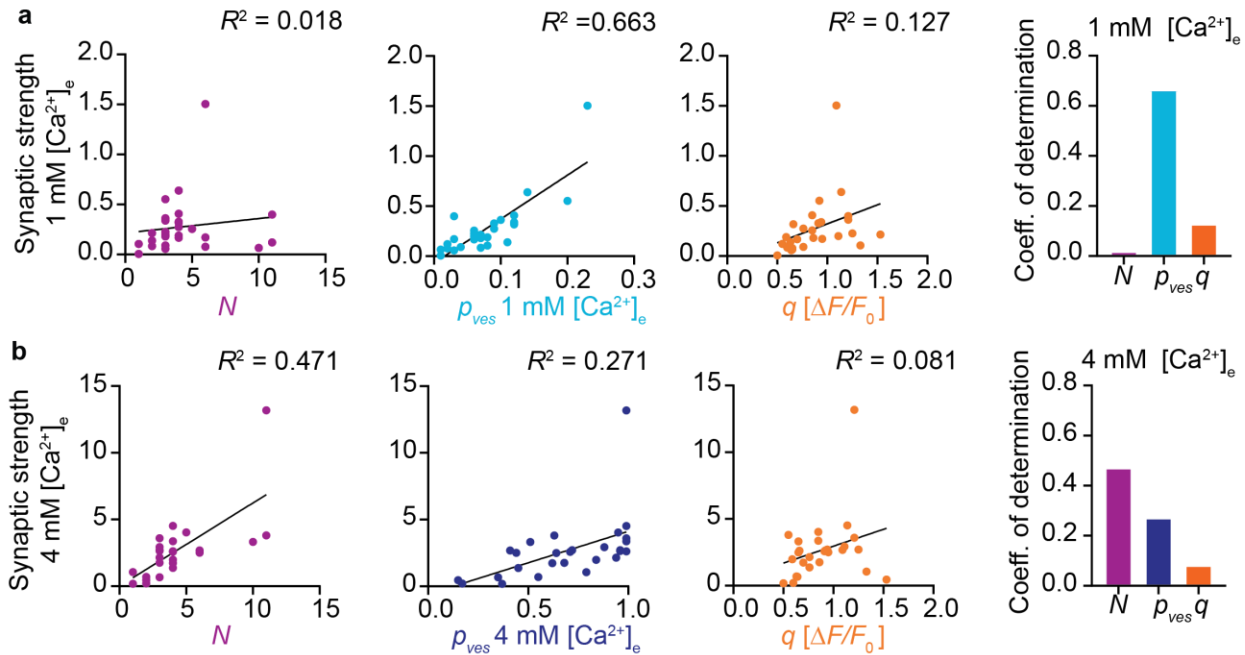 a
R² = 0.018
R² =0.663
R² = 0.127
1 mM [Ca²⁺]ₑ
Synaptic strength
1 mM [Ca²⁺]ₑ
2.0
1.5
1.0
0.5
0.0
0
5
10
15
N
2.0
1.5
1.0
0.5
0.0
0.0
0.1
0.2
0.3
pᵥₑₛ 1 mM [Ca²⁺]ₑ
2.0
1.5
1.0
0.5
0.0
0.0
0.5
1.0
1.5
2.0
q [ΔF/F₀]
Coeff. of determination
0.8
0.6
0.4
0.2
0.0
N
pᵥₑₛ
q
b
R² = 0.471
R² = 0.271
R² = 0.081
4 mM [Ca²⁺]ₑ
Synaptic strength
4 mM [Ca²⁺]ₑ
15
10
5
0
0
5
10
15
N
15
10
5
0
0.0
0.5
1.0
pᵥₑₛ 4 mM [Ca²⁺]ₑ
15
10
5
0
0.0
0.5
1.0
1.5
2.0
q [ΔF/F₀]
Coeff. of determination
0.8
0.6
0.4
0.2
0.0
N
pᵥₑₛ
q